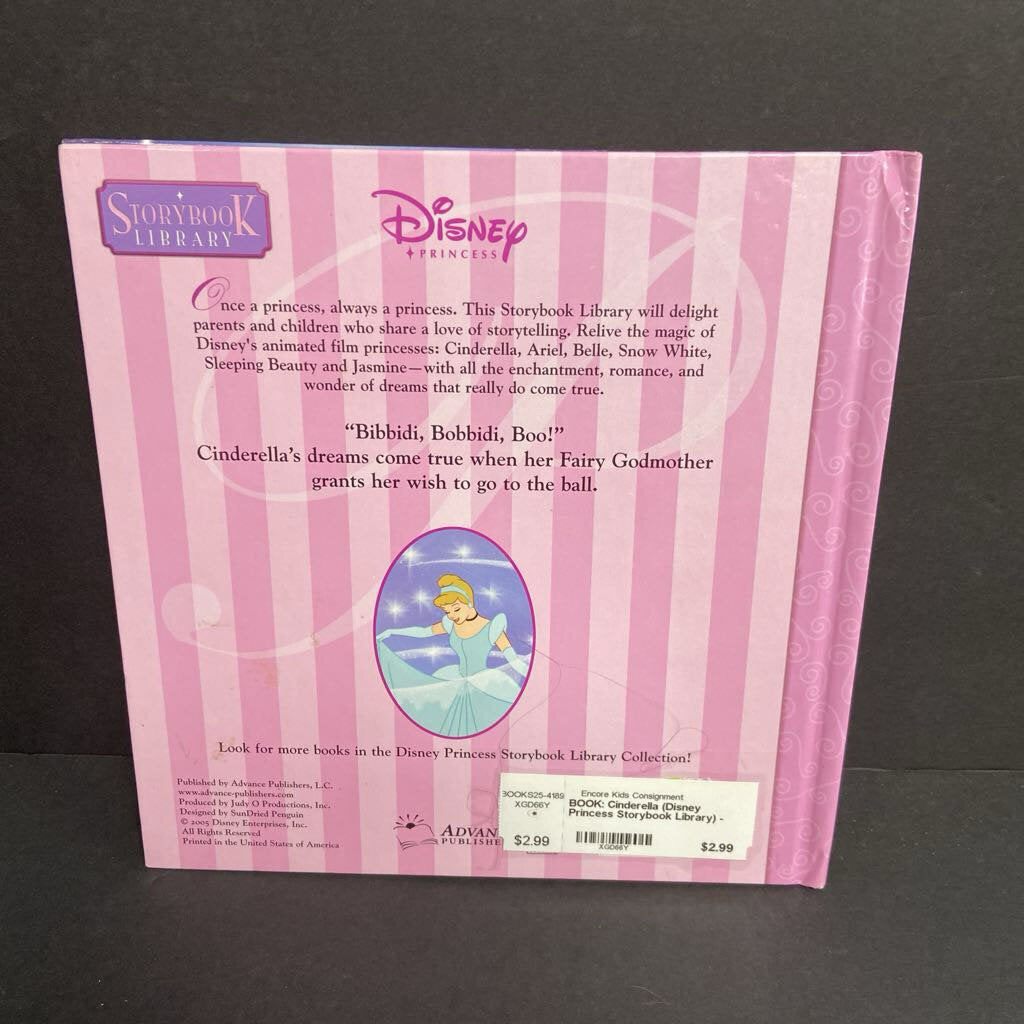 STORYBOOK
LIBRARY
Disney
PRINCESS
Once a princess, always a princess. This Storybook Library will delight
parents and children who share a love of storytelling. Relive the magic of
Disney's animated film princesses: Cinderella, Ariel, Belle, Snow White,
Sleeping Beauty and Jasmine—with all the enchantment, romance, and
wonder of dreams that really do come true.
“Bibbidi, Bobbidi, Boo!”
Cinderella’s dreams come true when her Fairy Godmother
grants her wish to go to the ball.
Look for more books in the Disney Princess Storybook Library Collection!
Published by Advance Publishers, L.C.
www.advance-publishers.com
Produced by Judy O Productions, Inc.
Designed by SunDried Penguin
© 2005 Disney Enterprises, Inc.
All Rights Reserved
Printed in the United States of America
ADVAN
PUBLISHE
BOOKS25-4189
XGD66Y
$2.99
Encore Kids Consignment
BOOK: Cinderella (Disney
Princess Storybook Library) -
XGD66Y
$2.99